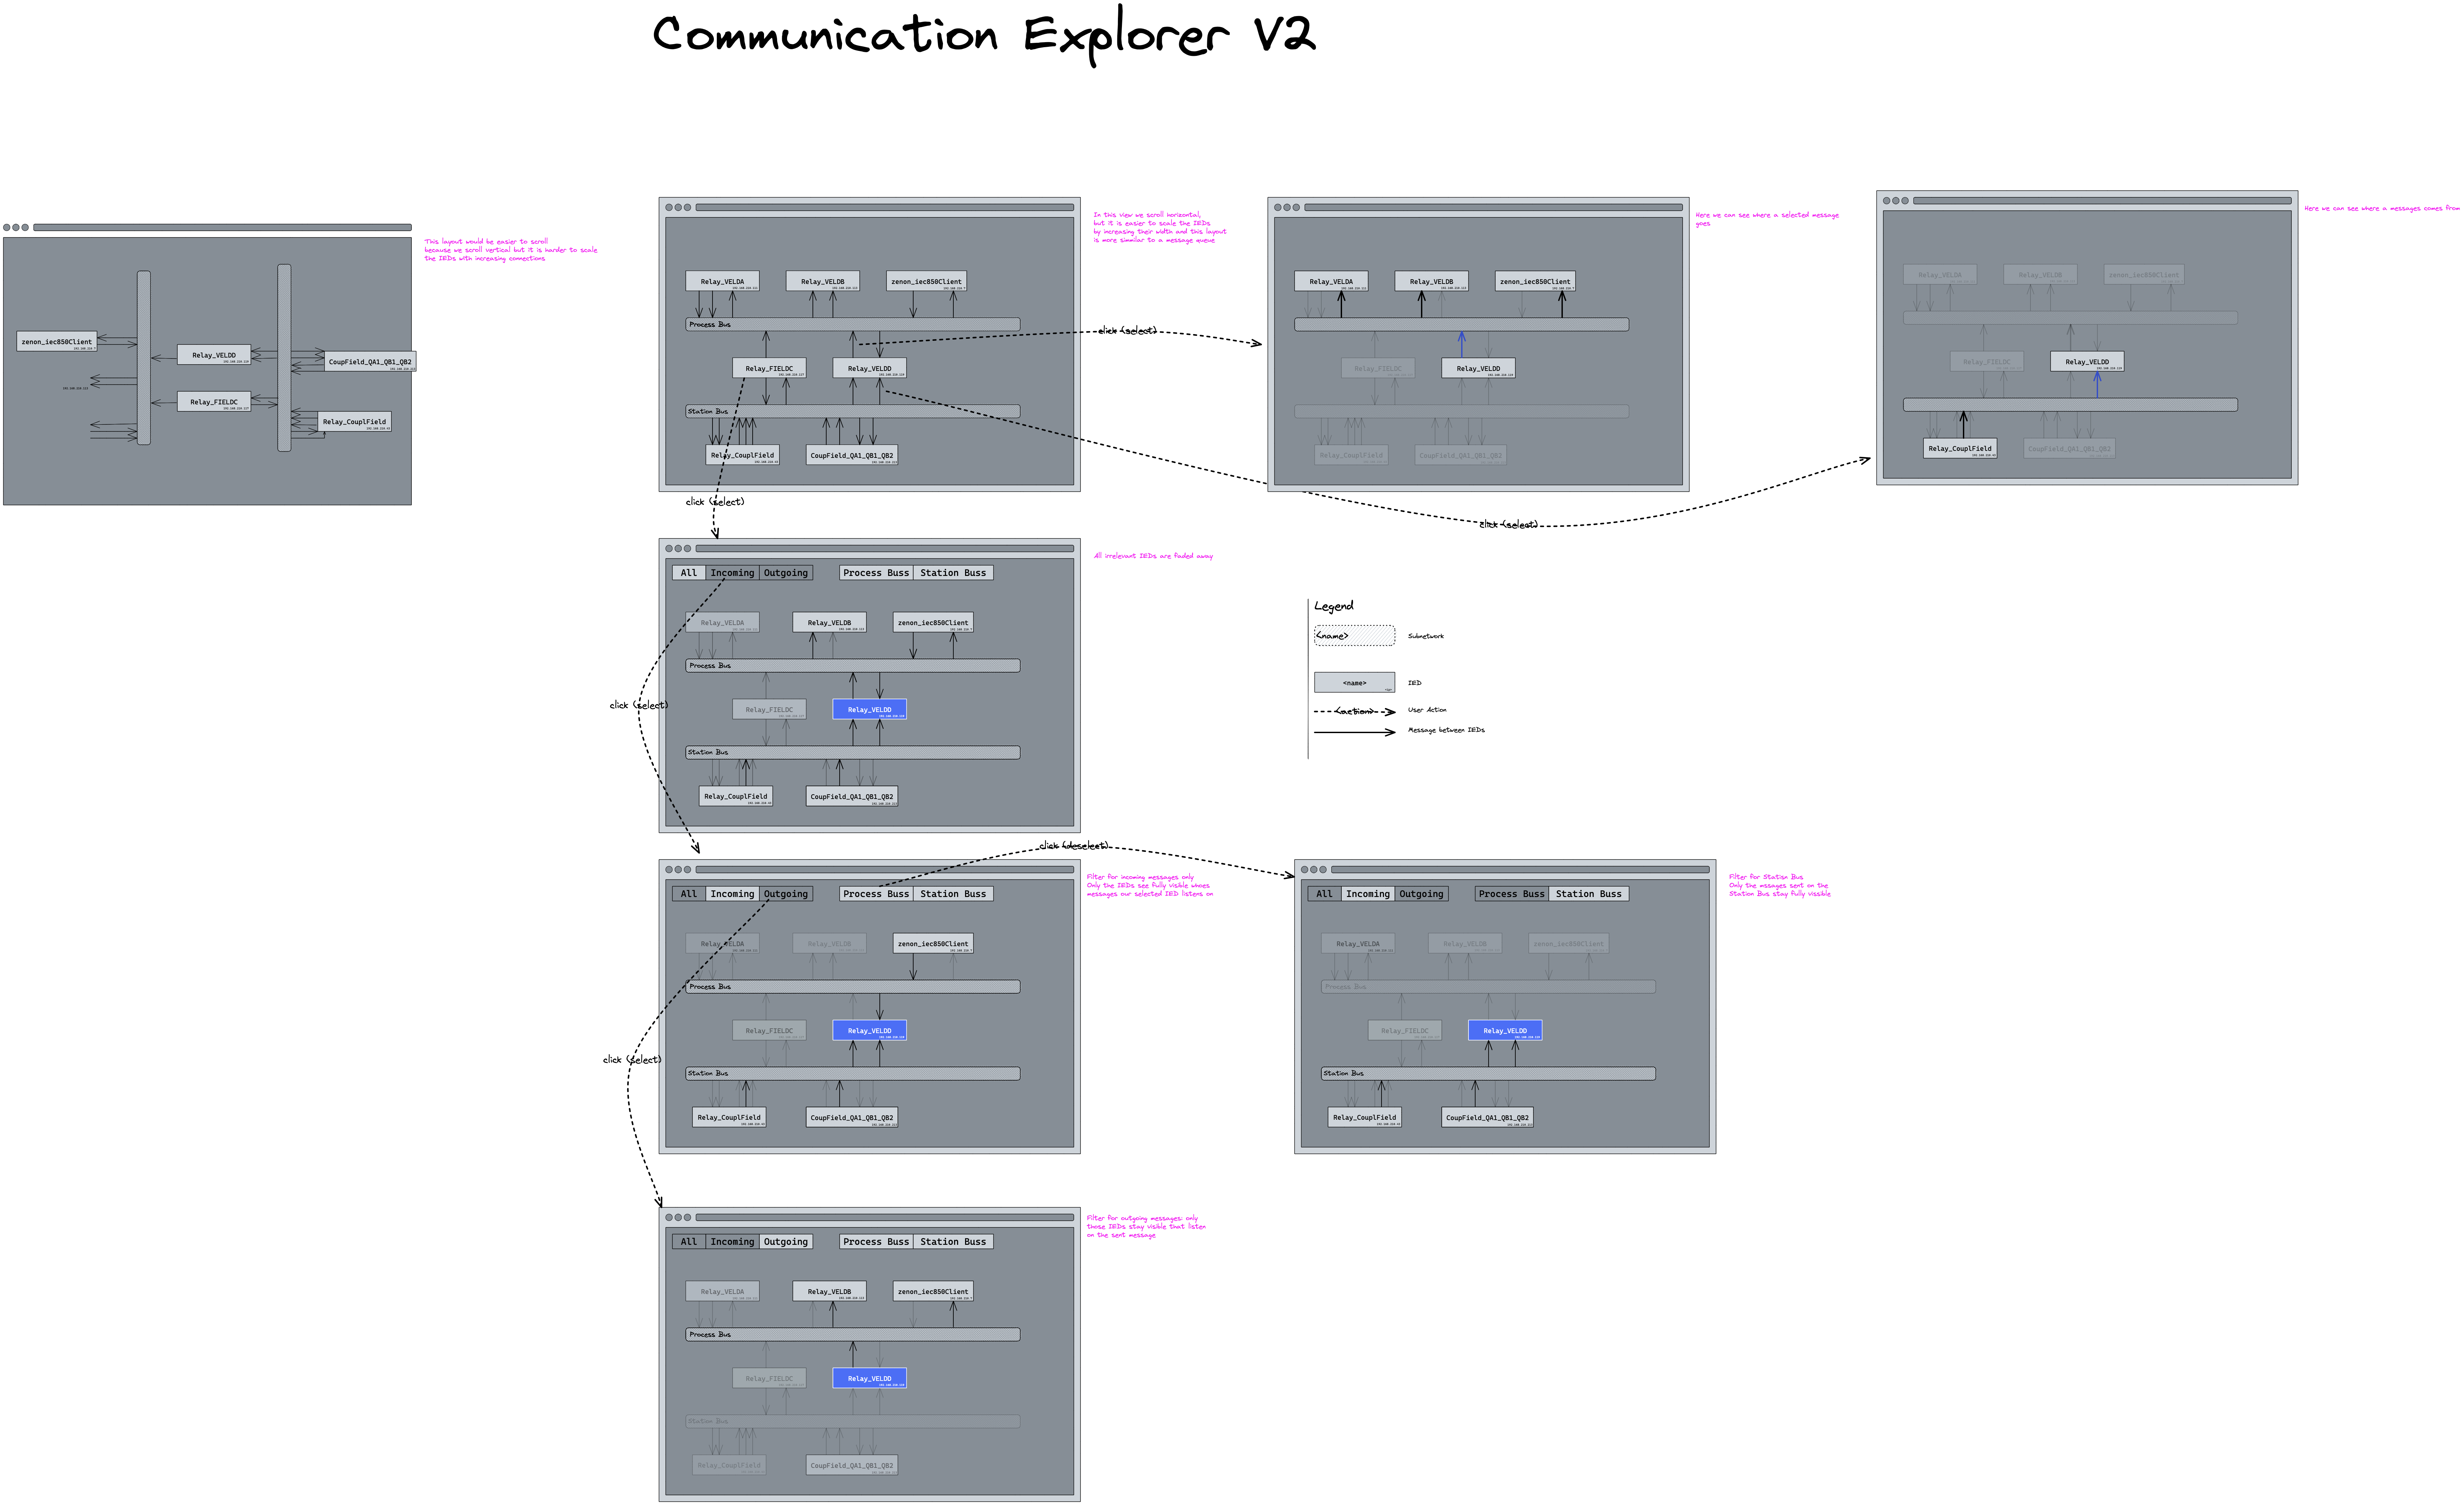 Communication Explorer V2
This layout would be easier to scroll
because we scroll vertical but it is harder to scale
the IEDs with increasing connections
zenon_iec850Client
Relay_VELDD
CoupField_QA1_QB1_QB2
Relay_FIELDC
Relay_CouplField
In this view we scroll horizontal,
but it is easier to scale the IEDs
by increasing their width and this layout
is more simmilar to a message queue
Relay_VELDA
Relay_VELDB
zenon_iec850Client
Process Bus
Relay_FIELDC
Relay_VELDD
Station Bus
Relay_CouplField
CoupField_QA1_QB1_QB2
click (select)
click (select)
click (select)
Here we can see where a selected message
goes
Relay_VELDA
Relay_VELDB
zenon_iec850Client
Relay_FIELDC
Relay_VELDD
Relay_CouplField
CoupField_QA1_QB1_QB2
Here we can see where a messages comes from
Relay_VELDA
Relay_VELDB
zenon_iec850Client
Relay_FIELDC
Relay_VELDD
Relay_CouplField
CoupField_QA1_QB1_QB2
All irrelevant IEDs are faded away
All Incoming Outgoing
Process Buss Station Buss
Relay_VELDA
Relay_VELDB
zenon_iec850Client
Process Bus
Relay_FIELDC
Relay_VELDD
Station Bus
Relay_CouplField
CoupField_QA1_QB1_QB2
click (select)
Legend
<name>
Subnetwork
<name>
IED
<action>
User Action
Message between IEDs
click (deselect)
Filter for incoming messages only
Only the IEDs see fully visible whoes
messages our selected IED listens on
All Incoming Outgoing
Process Buss Station Buss
Relay_VELDA
Relay_VELDB
zenon_iec850Client
Process Bus
Relay_FIELDC
Relay_VELDD
Station Bus
Relay_CouplField
CoupField_QA1_QB1_QB2
click (select)
Filter for Station Bus
Only the mssages sent on the
Station Bus stay fully vissible
All Incoming Outgoing
Process Buss Station Buss
Relay_VELDA
Relay_VELDB
zenon_iec850Client
Process Bus
Relay_FIELDC
Relay_VELDD
Station Bus
Relay_CouplField
CoupField_QA1_QB1_QB2
Filter for outgoing messages: only
those IEDs stay visible that listen
on the sent message
All Incoming Outgoing
Process Buss Station Buss
Relay_VELDA
Relay_VELDB
zenon_iec850Client
Process Bus
Relay_FIELDC
Relay_VELDD
Station Bus
Relay_CouplField
CoupField_QA1_QB1_QB2